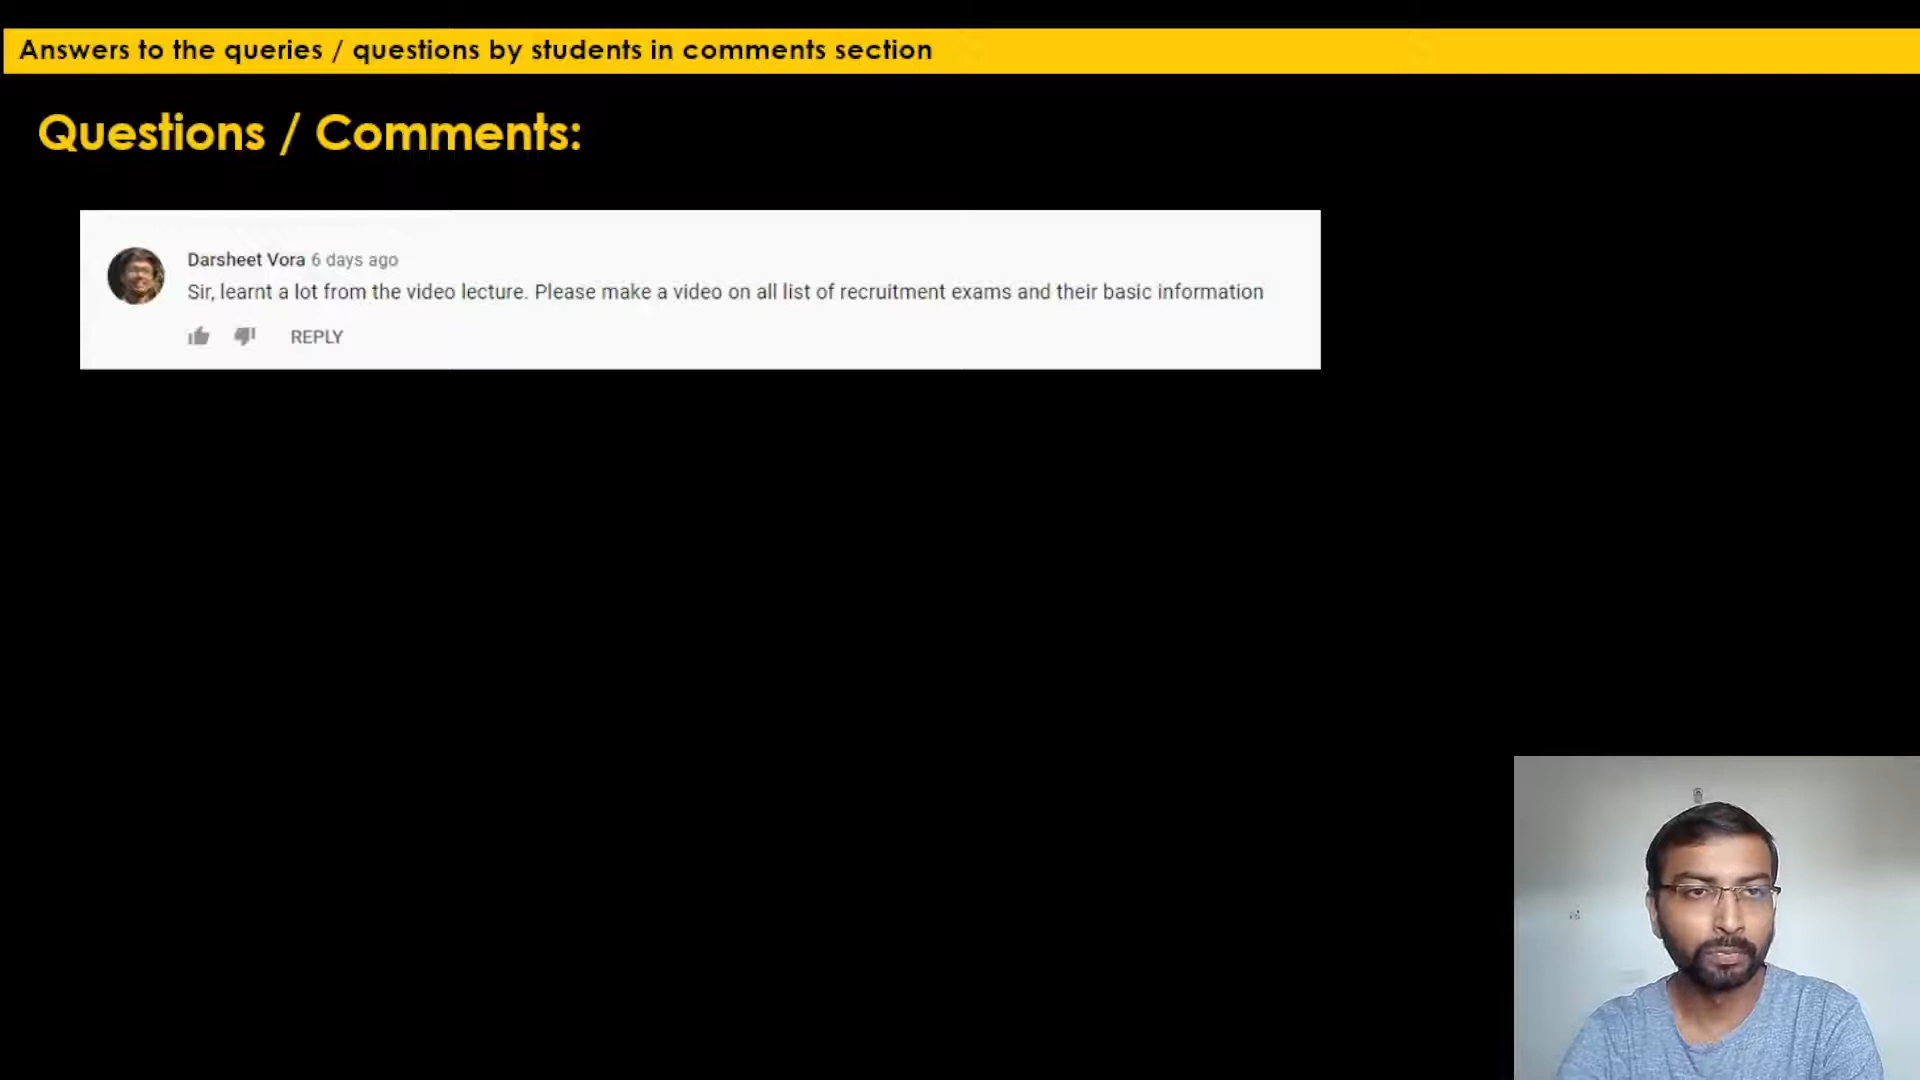 Answers to the queries / questions by students in comments section
Questions / Comments:
Darsheet Vora 6 days ago
Sir, learnt a lot from the video lecture. Please make a video on all list of recruitment exams and their basic information
REPLY